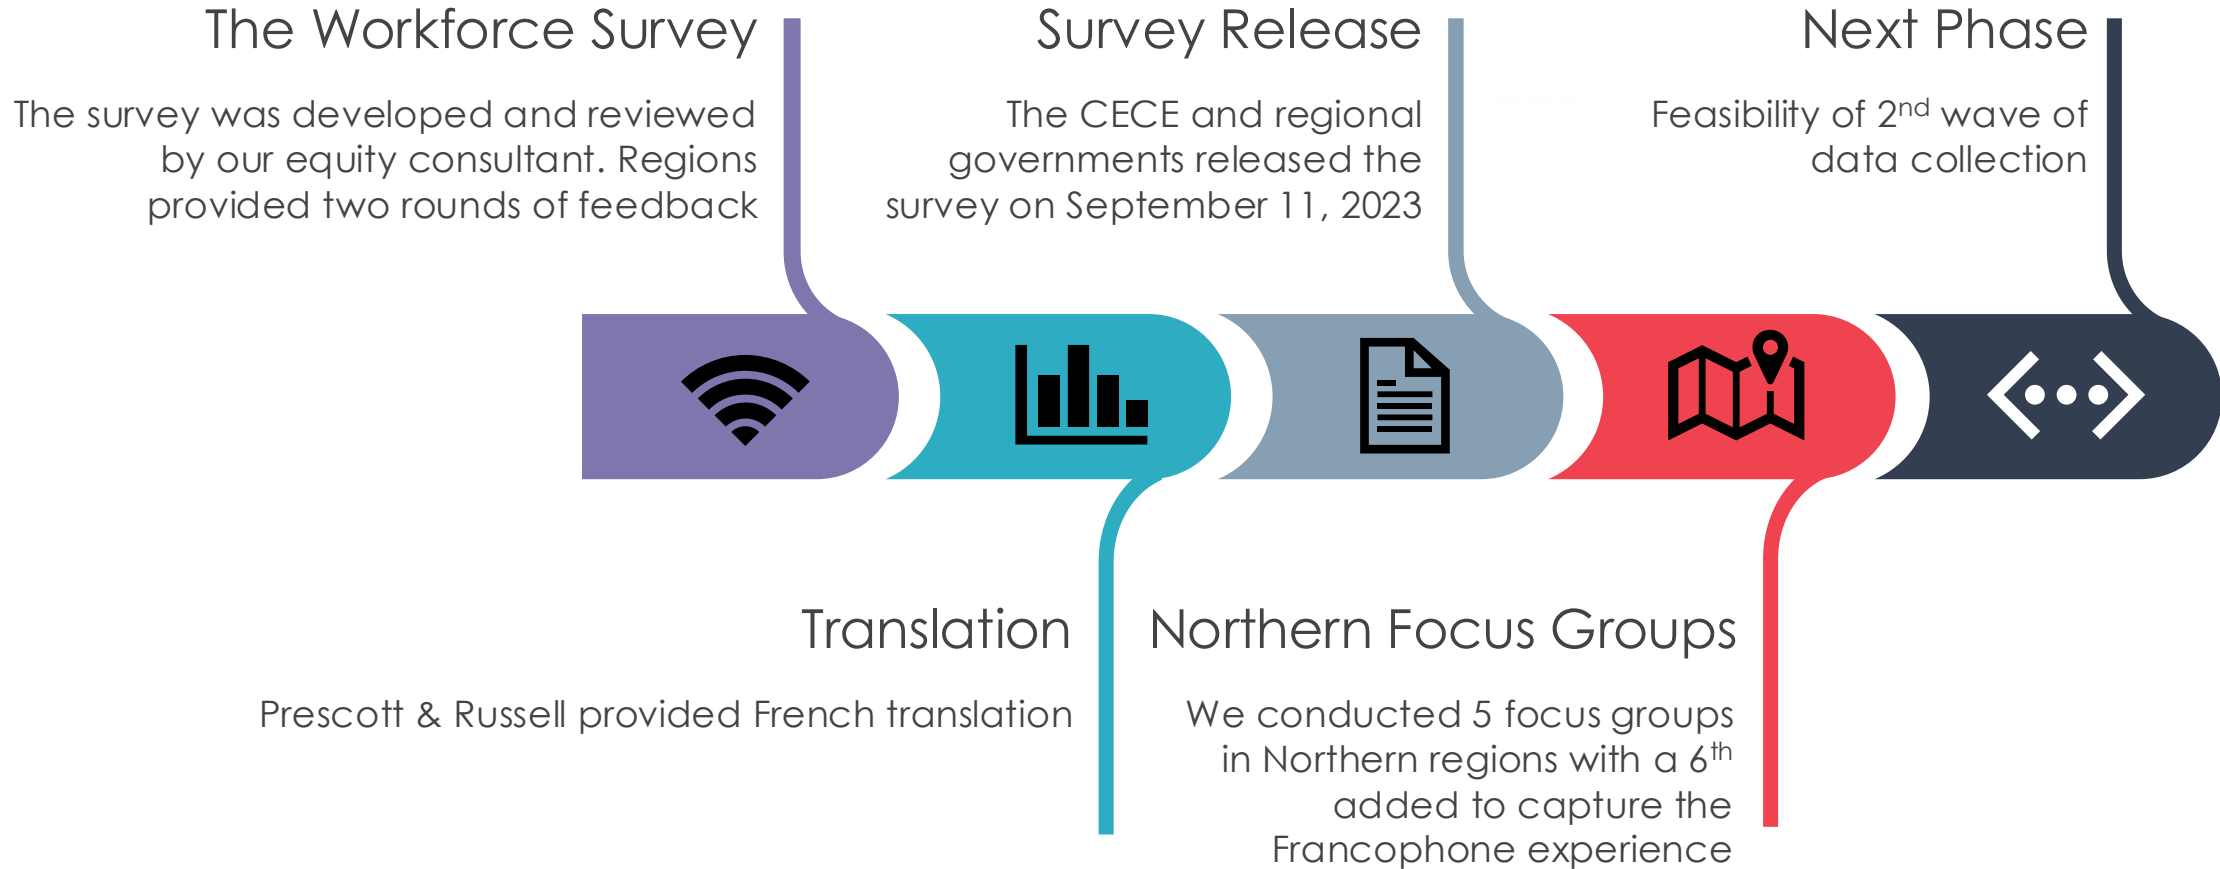 The Workforce Survey
The survey was developed and reviewed
by our equity consultant. Regions
provided two rounds of feedback
Translation
Prescott & Russell provided French translation
Survey Release
The CECE and regional
governments released the
survey on September 11, 2023
Northern Focus Groups
We conducted 5 focus groups
in Northern regions with a 6th
added to capture the
Francophone experience
Next Phase
Feasibility of 2nd wave of
data collection